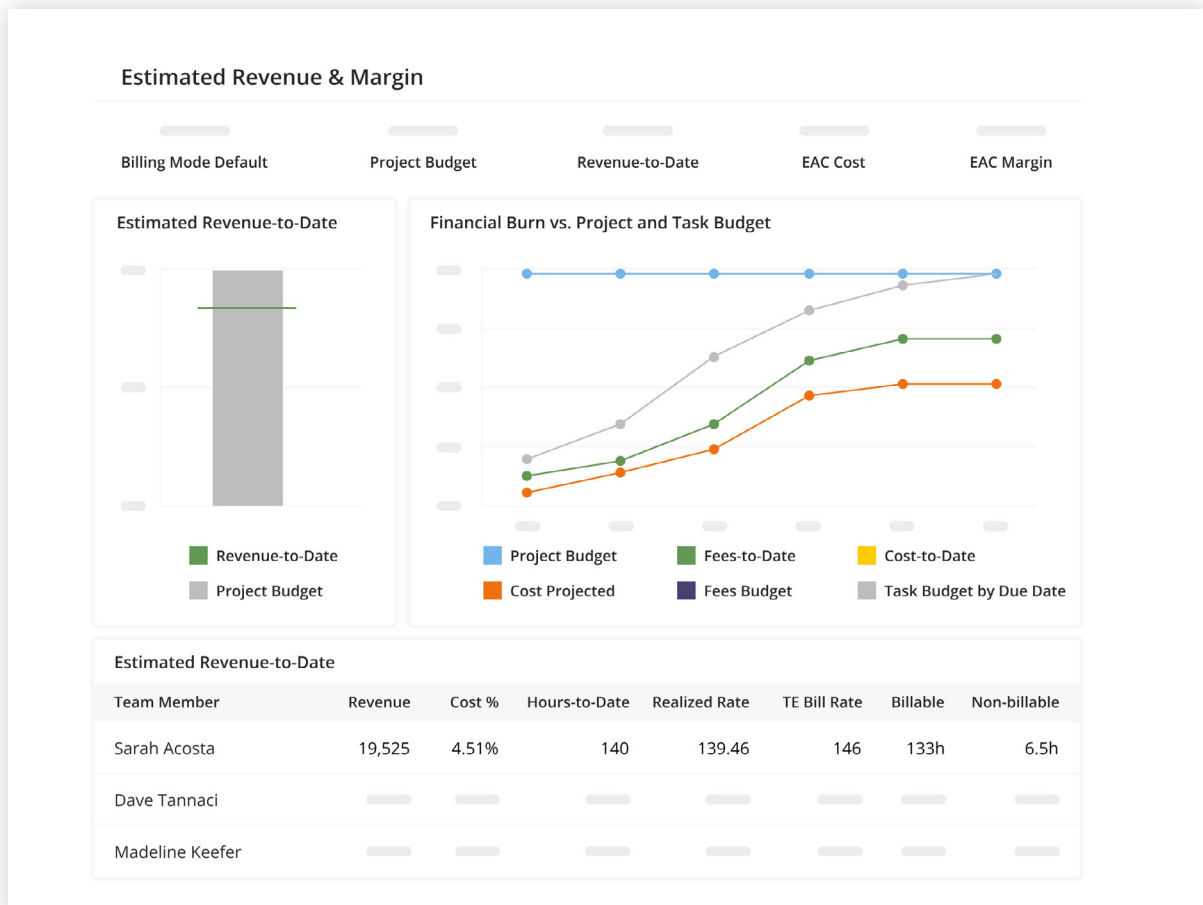 Estimated Revenue & Margin
Billing Mode Default Project Budget Revenue-to-Date EAC Cost EAC Margin
Estimated Revenue-to-Date
Revenue-to-Date
Project Budget
Financial Burn vs. Project and Task Budget
Project Budget Fees-to-Date Cost-to-Date
Cost Projected Fees Budget Task Budget by Due Date
Estimated Revenue-to-Date
Team Member Revenue Cost % Hours-to-Date Realized Rate TE Bill Rate Billable Non-billable
Sarah Acosta 19,525 4.51% 140 139.46 146 133h 6.5h
Dave Tannaci
Madeline Keefer